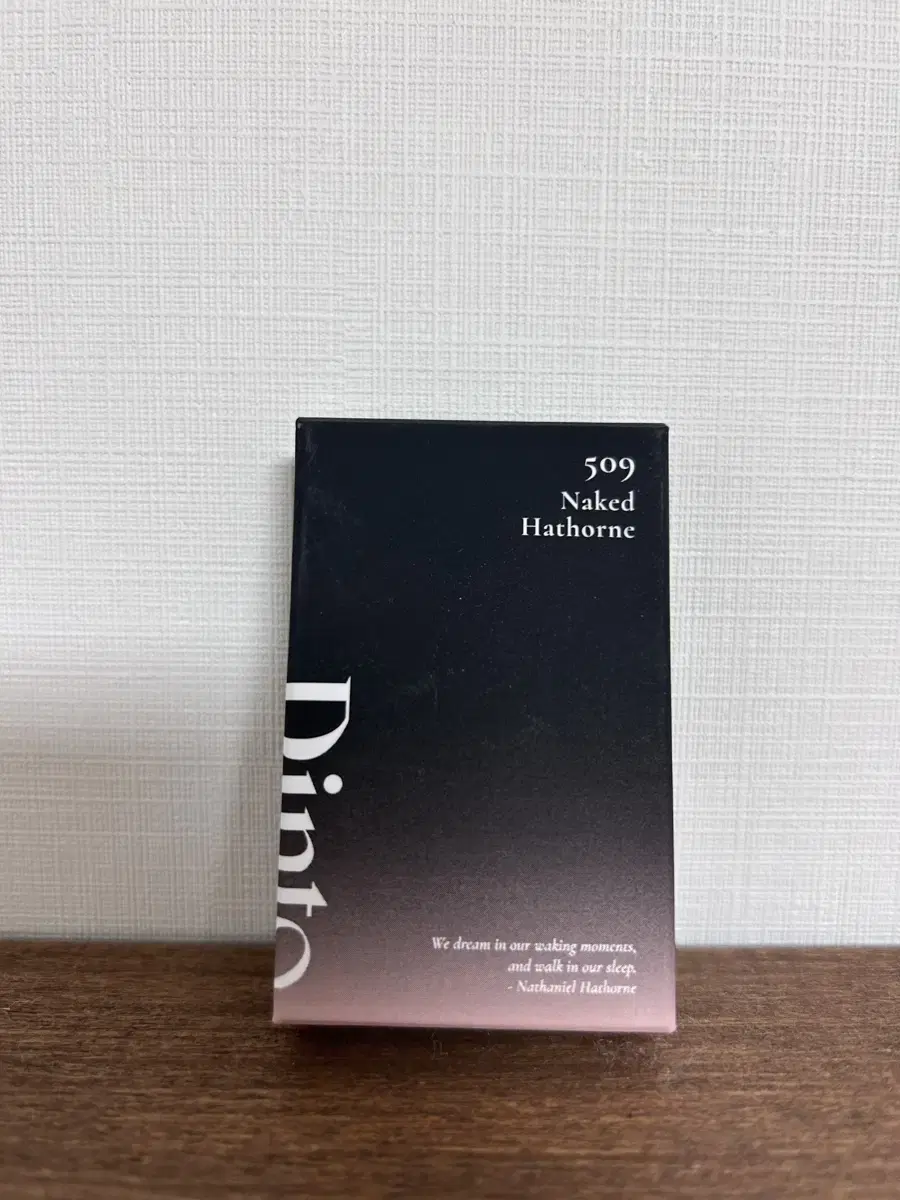 509
Naked
Hathorne
Dinto
We dream in our waking moments,
and walk in our sleep.
- Nathaniel Hathorne